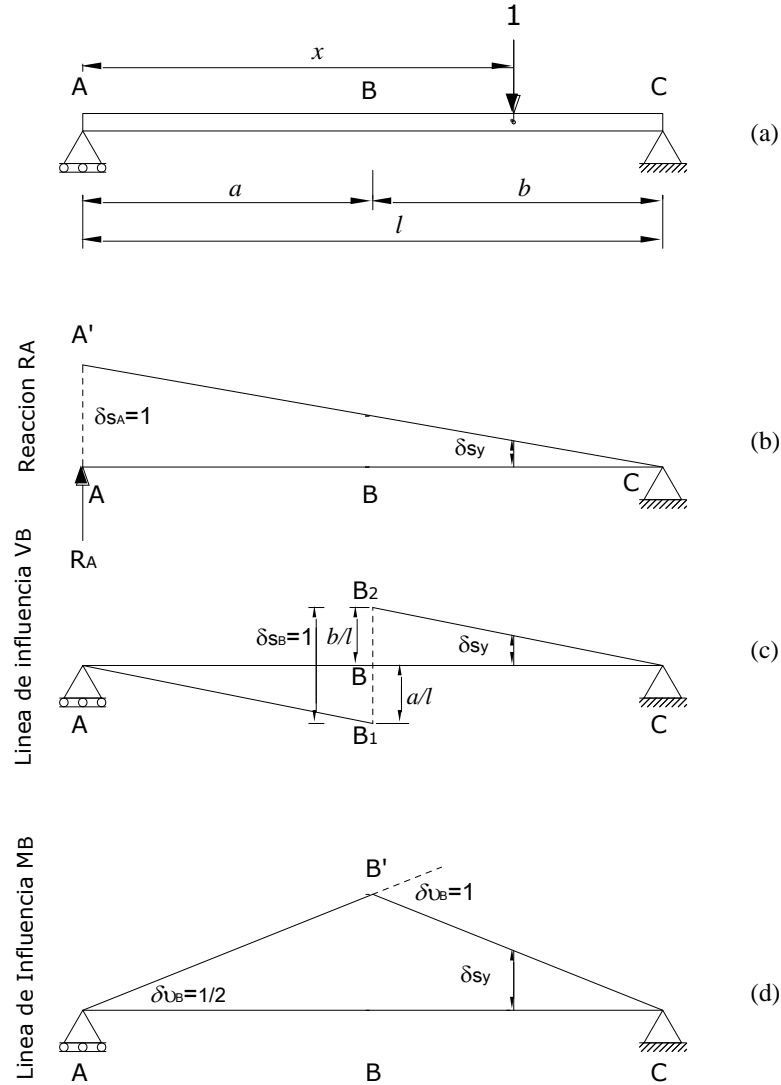 1
x
A B C
(a)
a b
l
Reaccion RA
A'
δsA=1
δsy
(b)
A B C
RA
Linea de influencia VB
B2
δsB=1 b/l
δsy
(c)
B
a/l
A B1 C
Linea de Influencia MB
B'
δυB=1
δsy
δυB=1/2
(d)
A B C